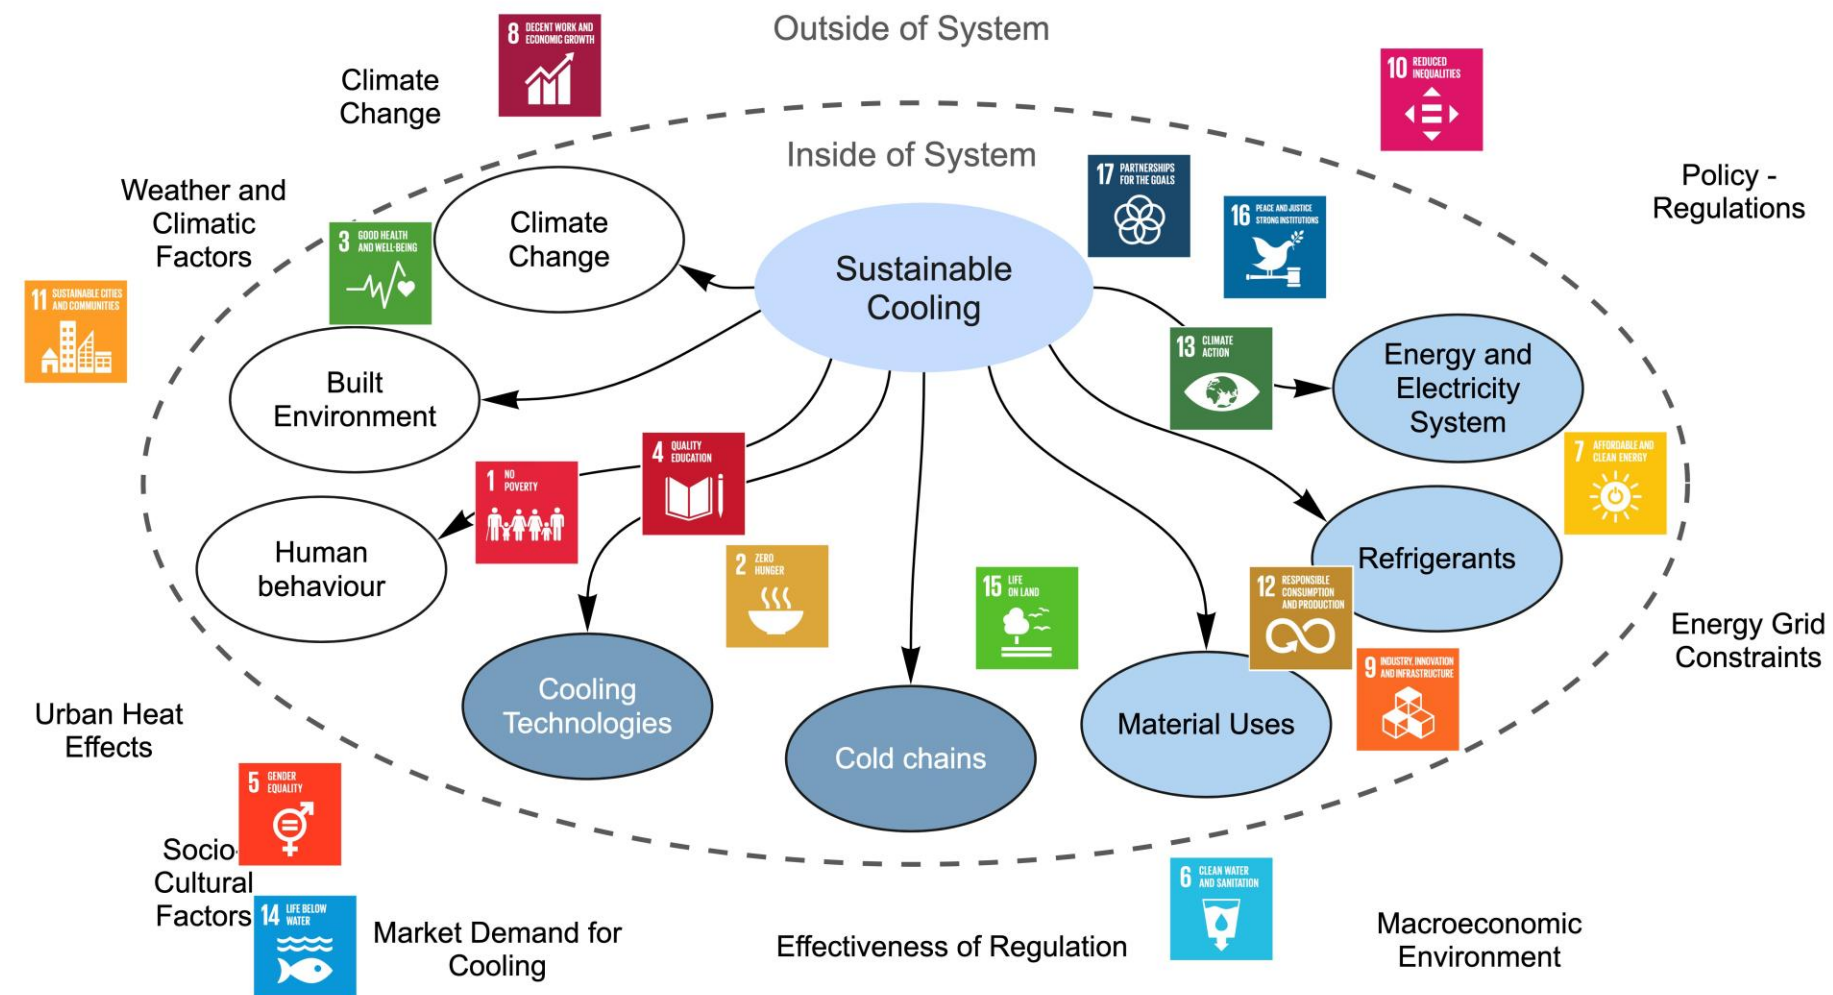 Outside of System
8 DECENT WORK AND
ECONOMIC GROWTH
10 REDUCED
INEQUALITIES
Climate
Change
Inside of System
17 PARTNERSHIPS
FOR THE GOALS
Policy -
Regulations
Weather and
Climatic
Factors
16 PEACE AND JUSTICE
STRONG INSTITUTIONS
3 GOOD HEALTH
AND WELL-BEING
Climate
Change
Sustainable
Cooling
11 SUSTAINABLE CITIES
AND COMMUNITIES
13 CLIMATE
ACTION
Energy and
Electricity
System
Built
Environment
4 QUALITY
EDUCATION
7 AFFORDABLE AND
CLEAN ENERGY
1 NO
POVERTY
Human
behaviour
2 ZERO
HUNGER
Refrigerants
15 LIFE
ON LAND
12 RESPONSIBLE
CONSUMPTION
AND PRODUCTION
Energy Grid
Constraints
9 INDUSTRY, INNOVATION
AND INFRASTRUCTURE
Cooling
Technologies
Urban Heat
Effects
Material Uses
Cold chains
5 GENDER
EQUALITY
Socio-
Cultural
Factors
6 CLEAN WATER
AND SANITATION
14 LIFE BELOW
WATER
Market Demand for
Cooling
Effectiveness of Regulation
Macroeconomic
Environment